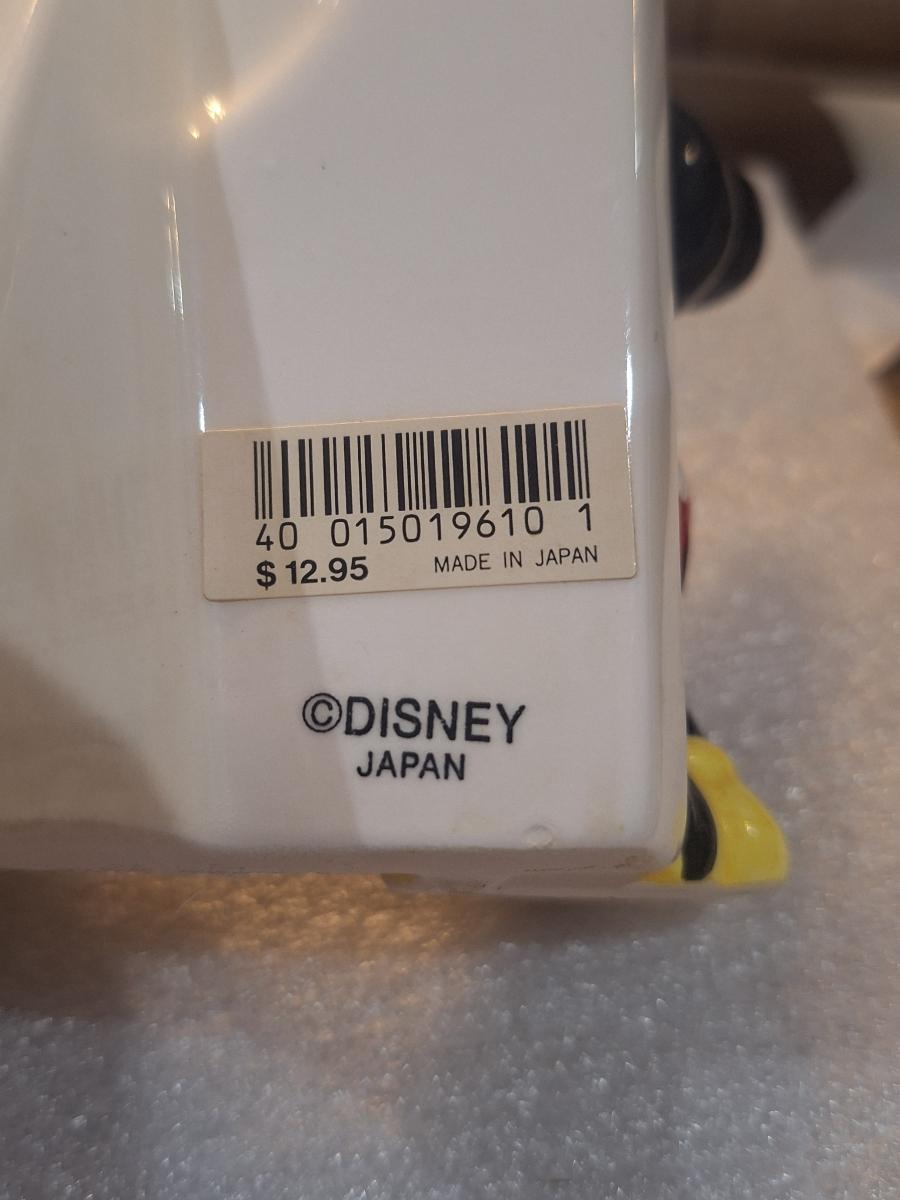 40 015019610 1
$ 12.95 MADE IN JAPAN
©DISNEY
JAPAN